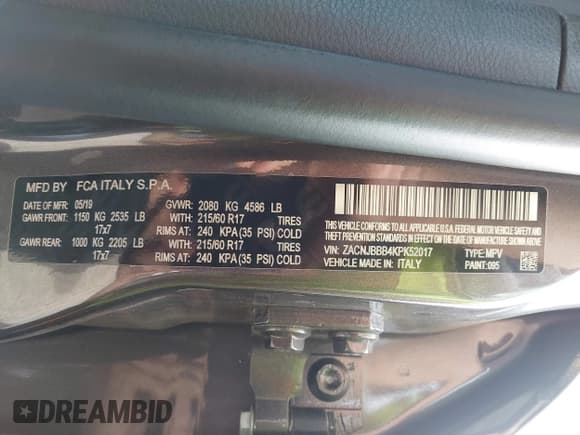 MFD BY FCA ITALY S.P.A.
DATE OF MFR: 05/19 GVWR: 2080 KG 4586 LB
GAWR FRONT: 1150 KG 2535 LB WITH: 215/60 R17 TIRES
17x7 RIMS AT: 240 KPA (35 PSI) COLD
GAWR REAR: 1000 KG 2205 LB WITH: 215/60 R17 TIRES
17x7 RIMS AT: 240 KPA (35 PSI) COLD
THIS VEHICLE CONFORMS TO ALL APPLICABLE U.S.A. FEDERAL MOTOR
VEHICLE SAFETY, BUMPER, AND
THEFT PREVENTION STANDARDS IN EFFECT ON THE DATE OF MANUFACTURE SHOWN ABOVE.
VIN: ZACNJBBB4KPK52017 TYPE: MPV
VEHICLE MADE IN: ITALY PAINT: 095
DREAMBID